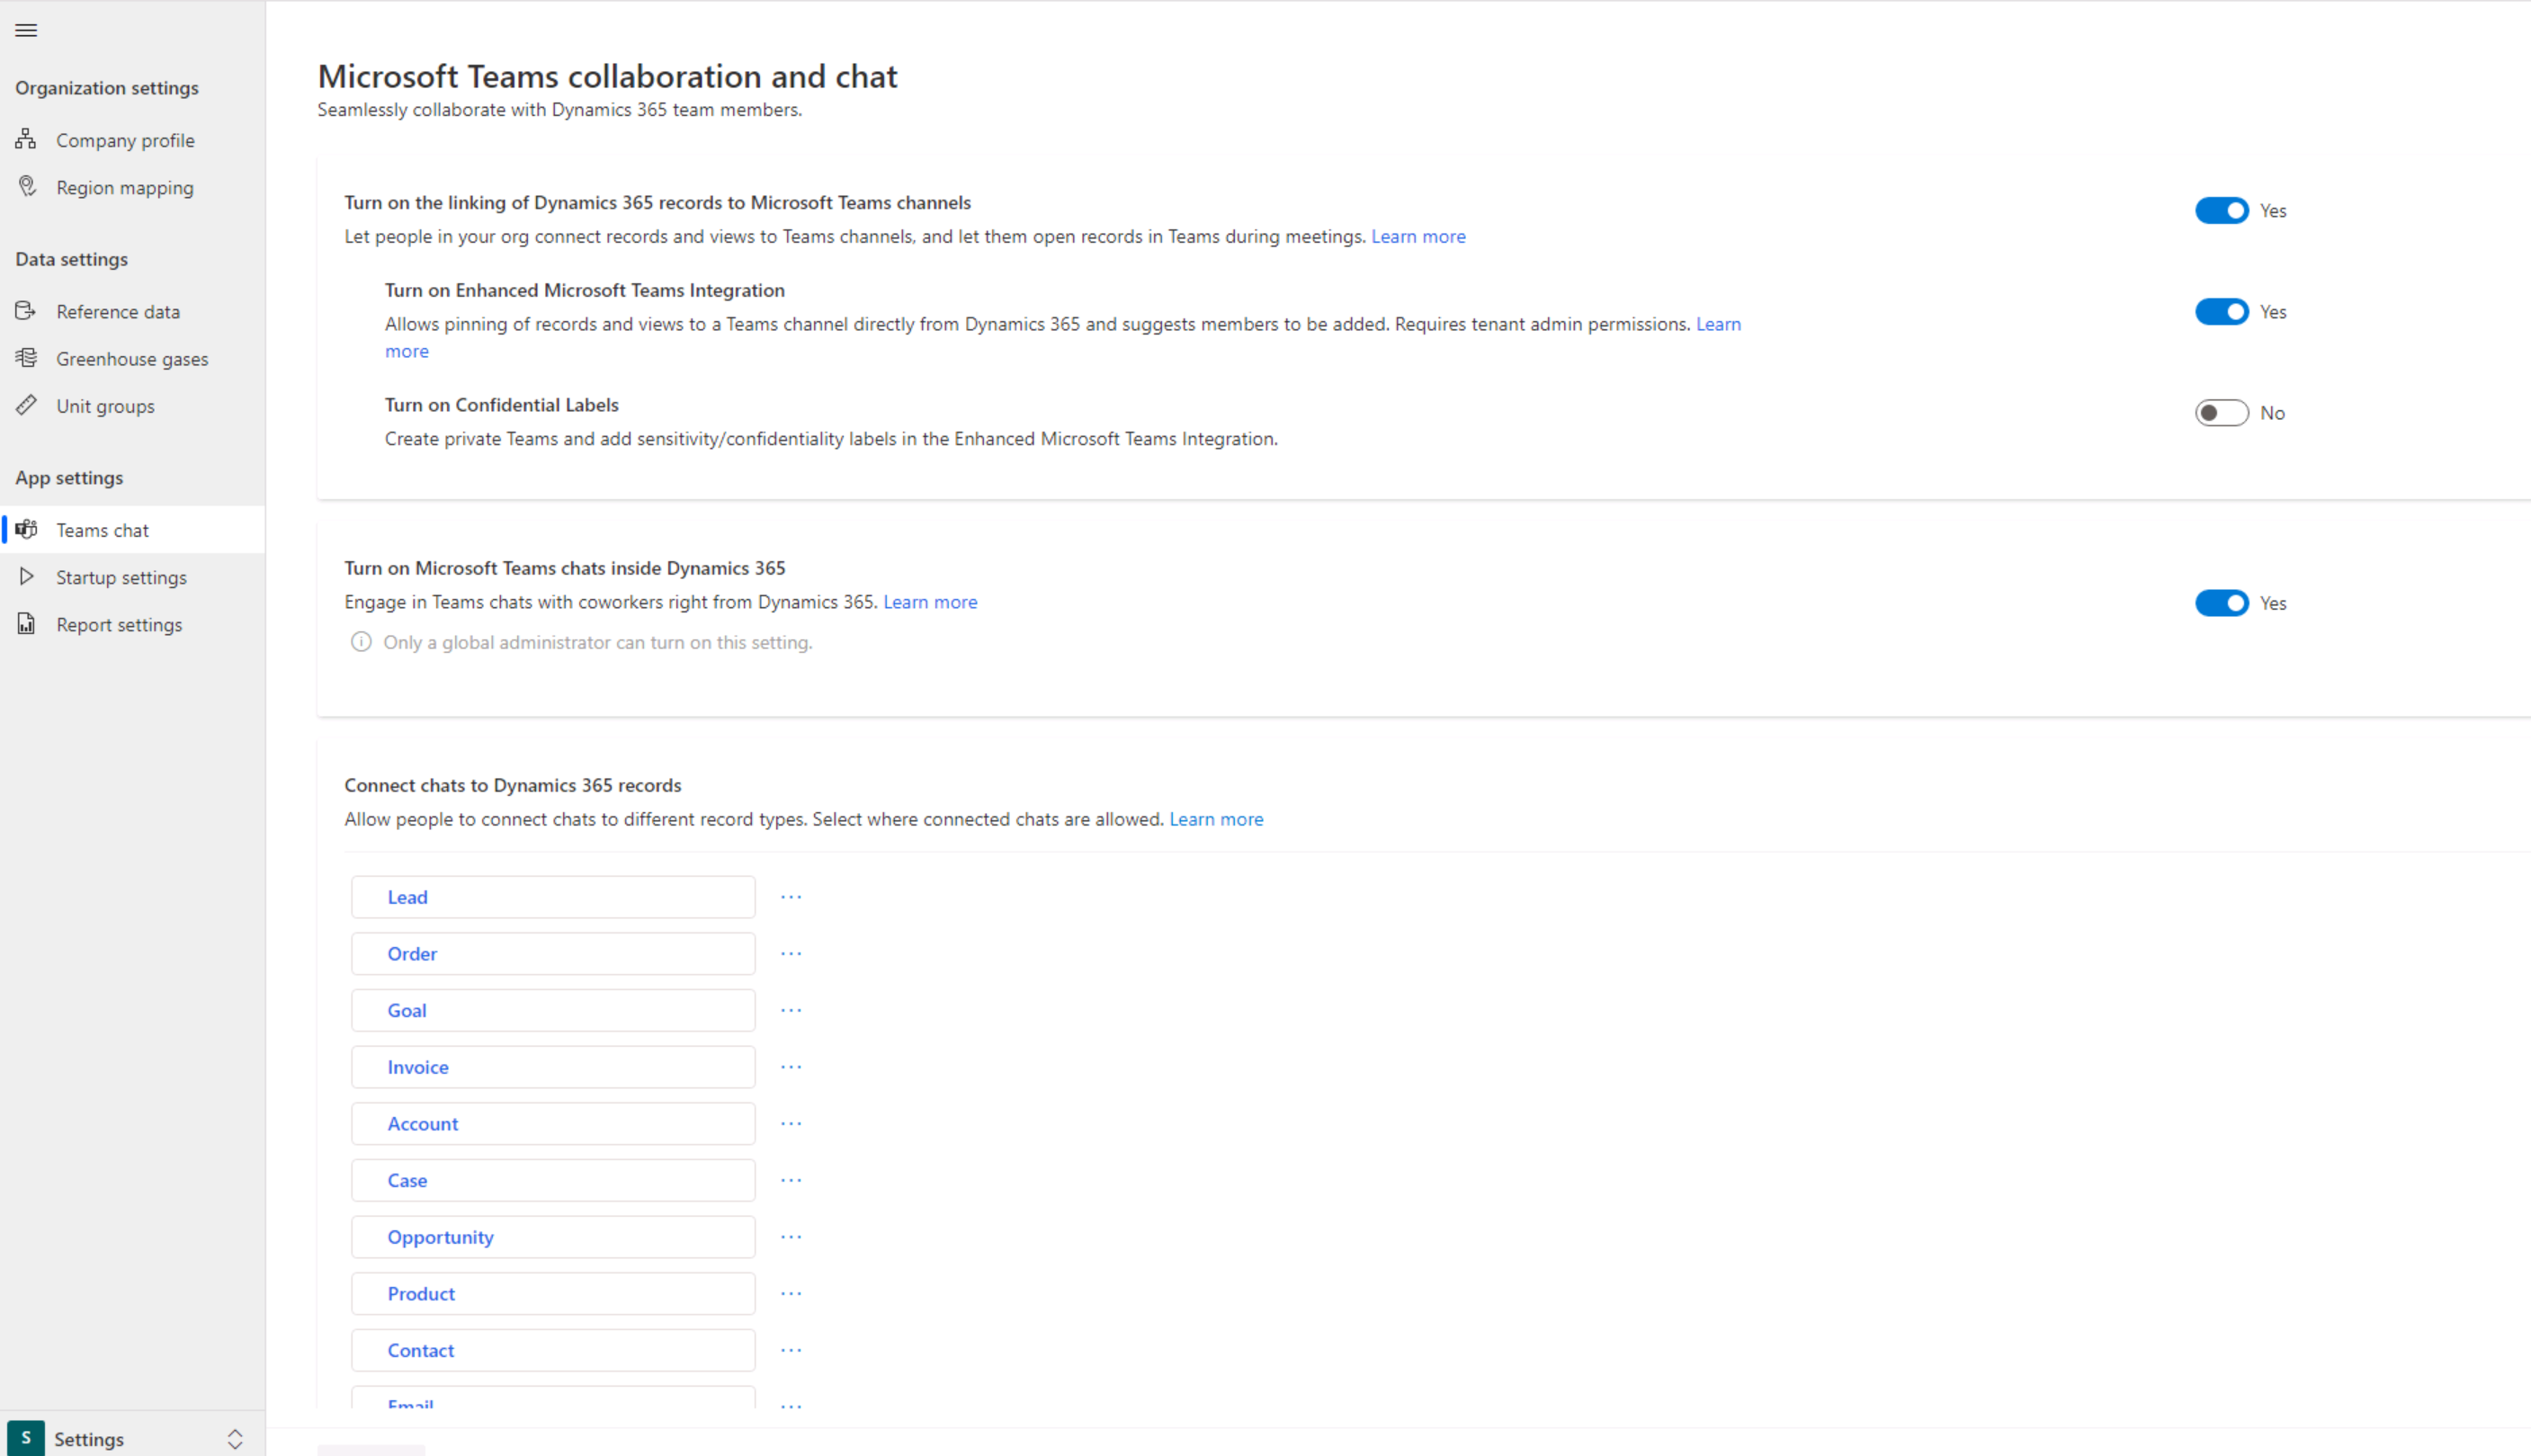 Organization settings
Company profile
Region mapping
Data settings
Reference data
Greenhouse gases
Unit groups
App settings
Teams chat
Startup settings
Report settings
S Settings
Microsoft Teams collaboration and chat
Seamlessly collaborate with Dynamics 365 team members.
Turn on the linking of Dynamics 365 records to Microsoft Teams channels
Let people in your org connect records and views to Teams channels, and let them open records in Teams during meetings. Learn more
Yes
Turn on Enhanced Microsoft Teams Integration
Allows pinning of records and views to a Teams channel directly from Dynamics 365 and suggests members to be added. Requires tenant admin permissions. Learn
more
Yes
Turn on Confidential Labels
Create private Teams and add sensitivity/confidentiality labels in the Enhanced Microsoft Teams Integration.
No
Turn on Microsoft Teams chats inside Dynamics 365
Engage in Teams chats with coworkers right from Dynamics 365. Learn more
Yes
Only a global administrator can turn on this setting.
Connect chats to Dynamics 365 records
Allow people to connect chats to different record types. Select where connected chats are allowed. Learn more
Lead
Order
Goal
Invoice
Account
Case
Opportunity
Product
Contact
Email